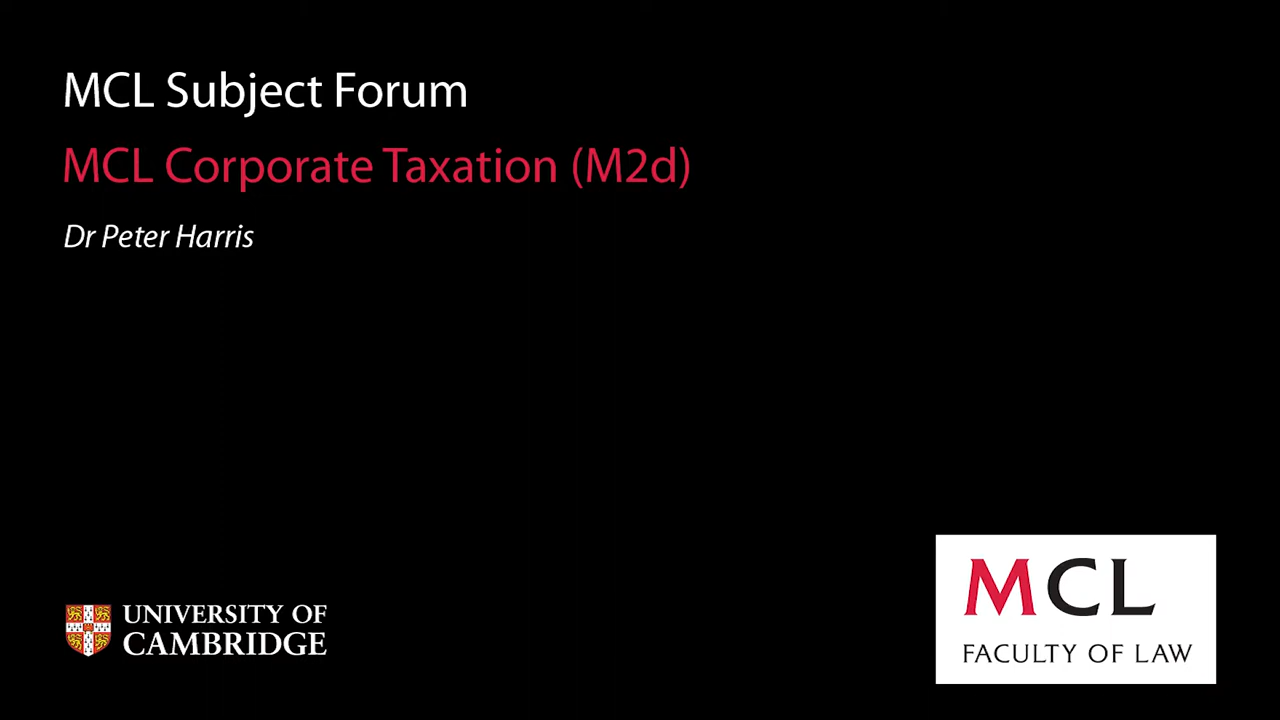 MCL Subject Forum
MCL Corporate Taxation (M2d)
Dr Peter Harris
UNIVERSITY OF
CAMBRIDGE
MCL
FACULTY OF LAW